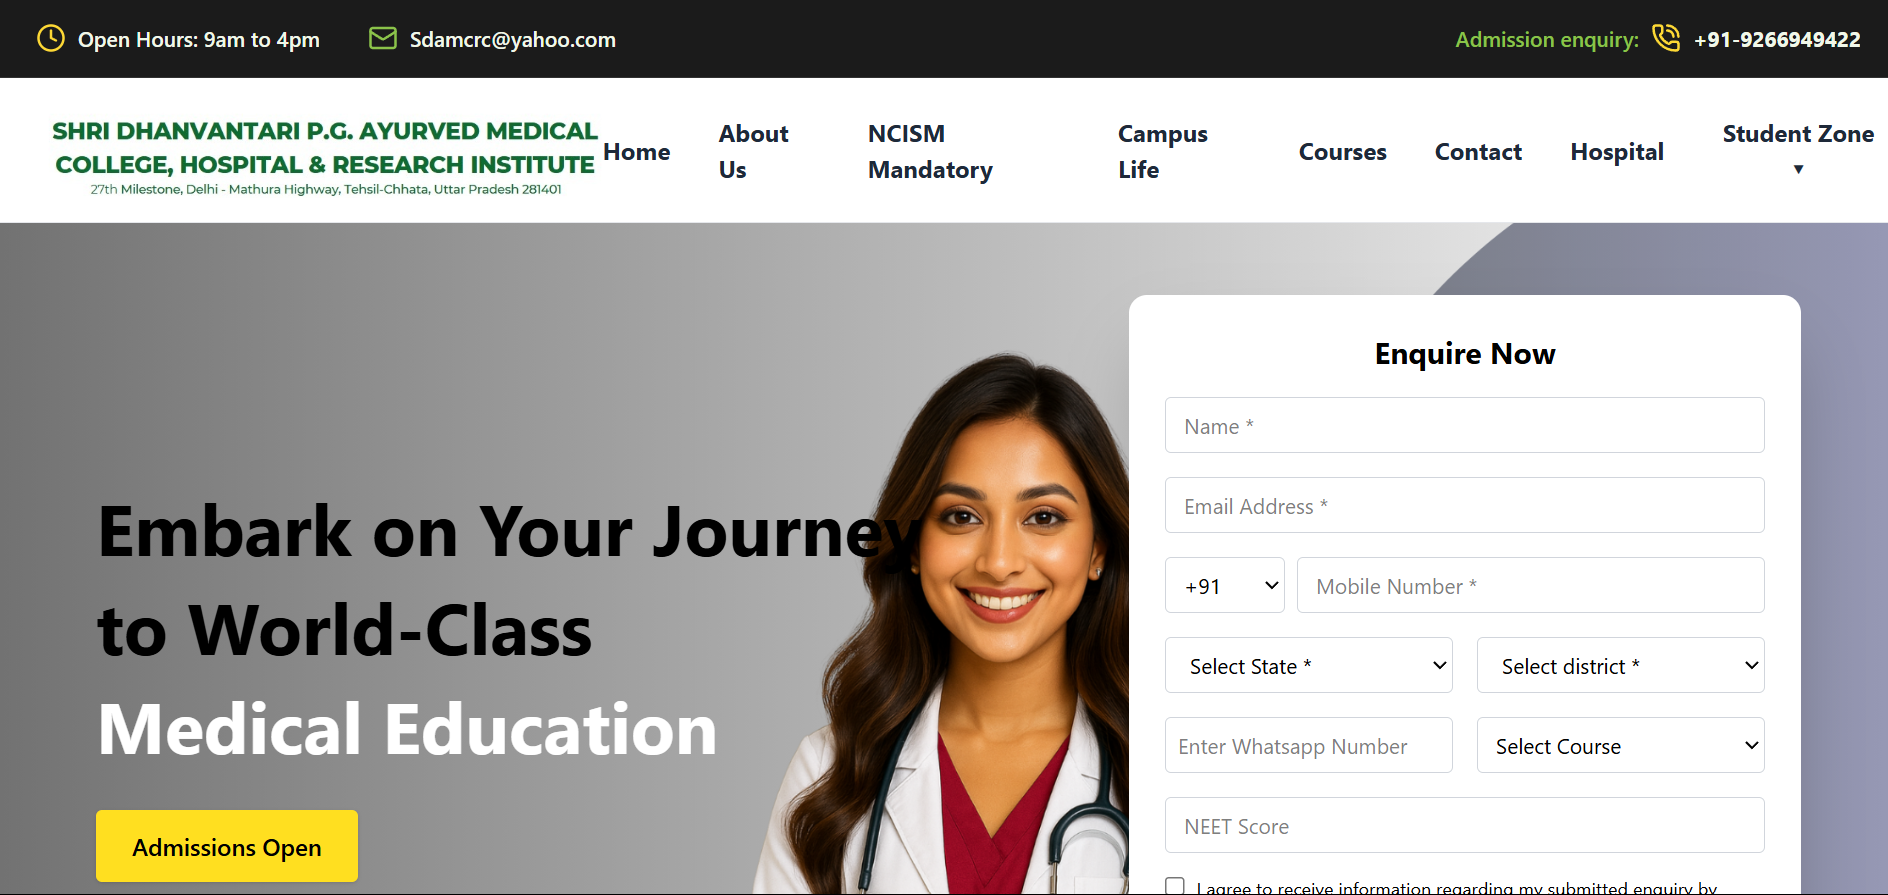 Open Hours: 9am to 4pm
Sdamcrc@yahoo.com
Admission enquiry:
+91-9266949422
SHRI DHANVANTARI P.G. AYURVED MEDICAL
COLLEGE, HOSPITAL & RESEARCH INSTITUTE
27th Milestone, Delhi - Mathura Highway, Tehsil-Chhata, Uttar Pradesh 281401
Home
About
Us
NCISM
Mandatory
Campus
Life
Courses
Contact
Hospital
Student Zone
▼
Embark on Your Journey
to World-Class
Medical Education
Admissions Open
Enquire Now
Name *
Email Address *
+91
Mobile Number *
Select State *
Select district *
Enter Whatsapp Number
Select Course
NEET Score
I agree to receive information regarding my submitted enquiry by